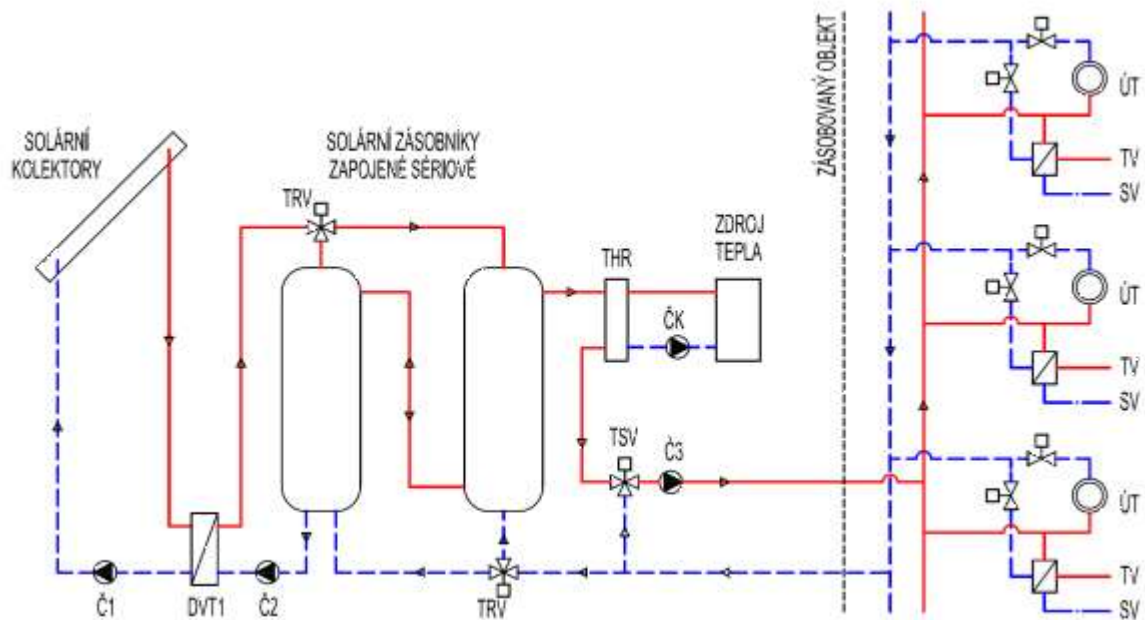 SOLÁRNÍ
KOLEKTORY
SOLÁRNÍ ZÁSOBNÍKY
ZAPOJENÉ SÉRIOVĚ
TRV
THR
ZDROJ
TEPLA
ČK
TSV
Č3
Č1
DVT1
Č2
TRV
ZÁSOBOVANÝ OBJEKT
ÚT
TV
SV
ÚT
TV
SV
ÚT
TV
SV